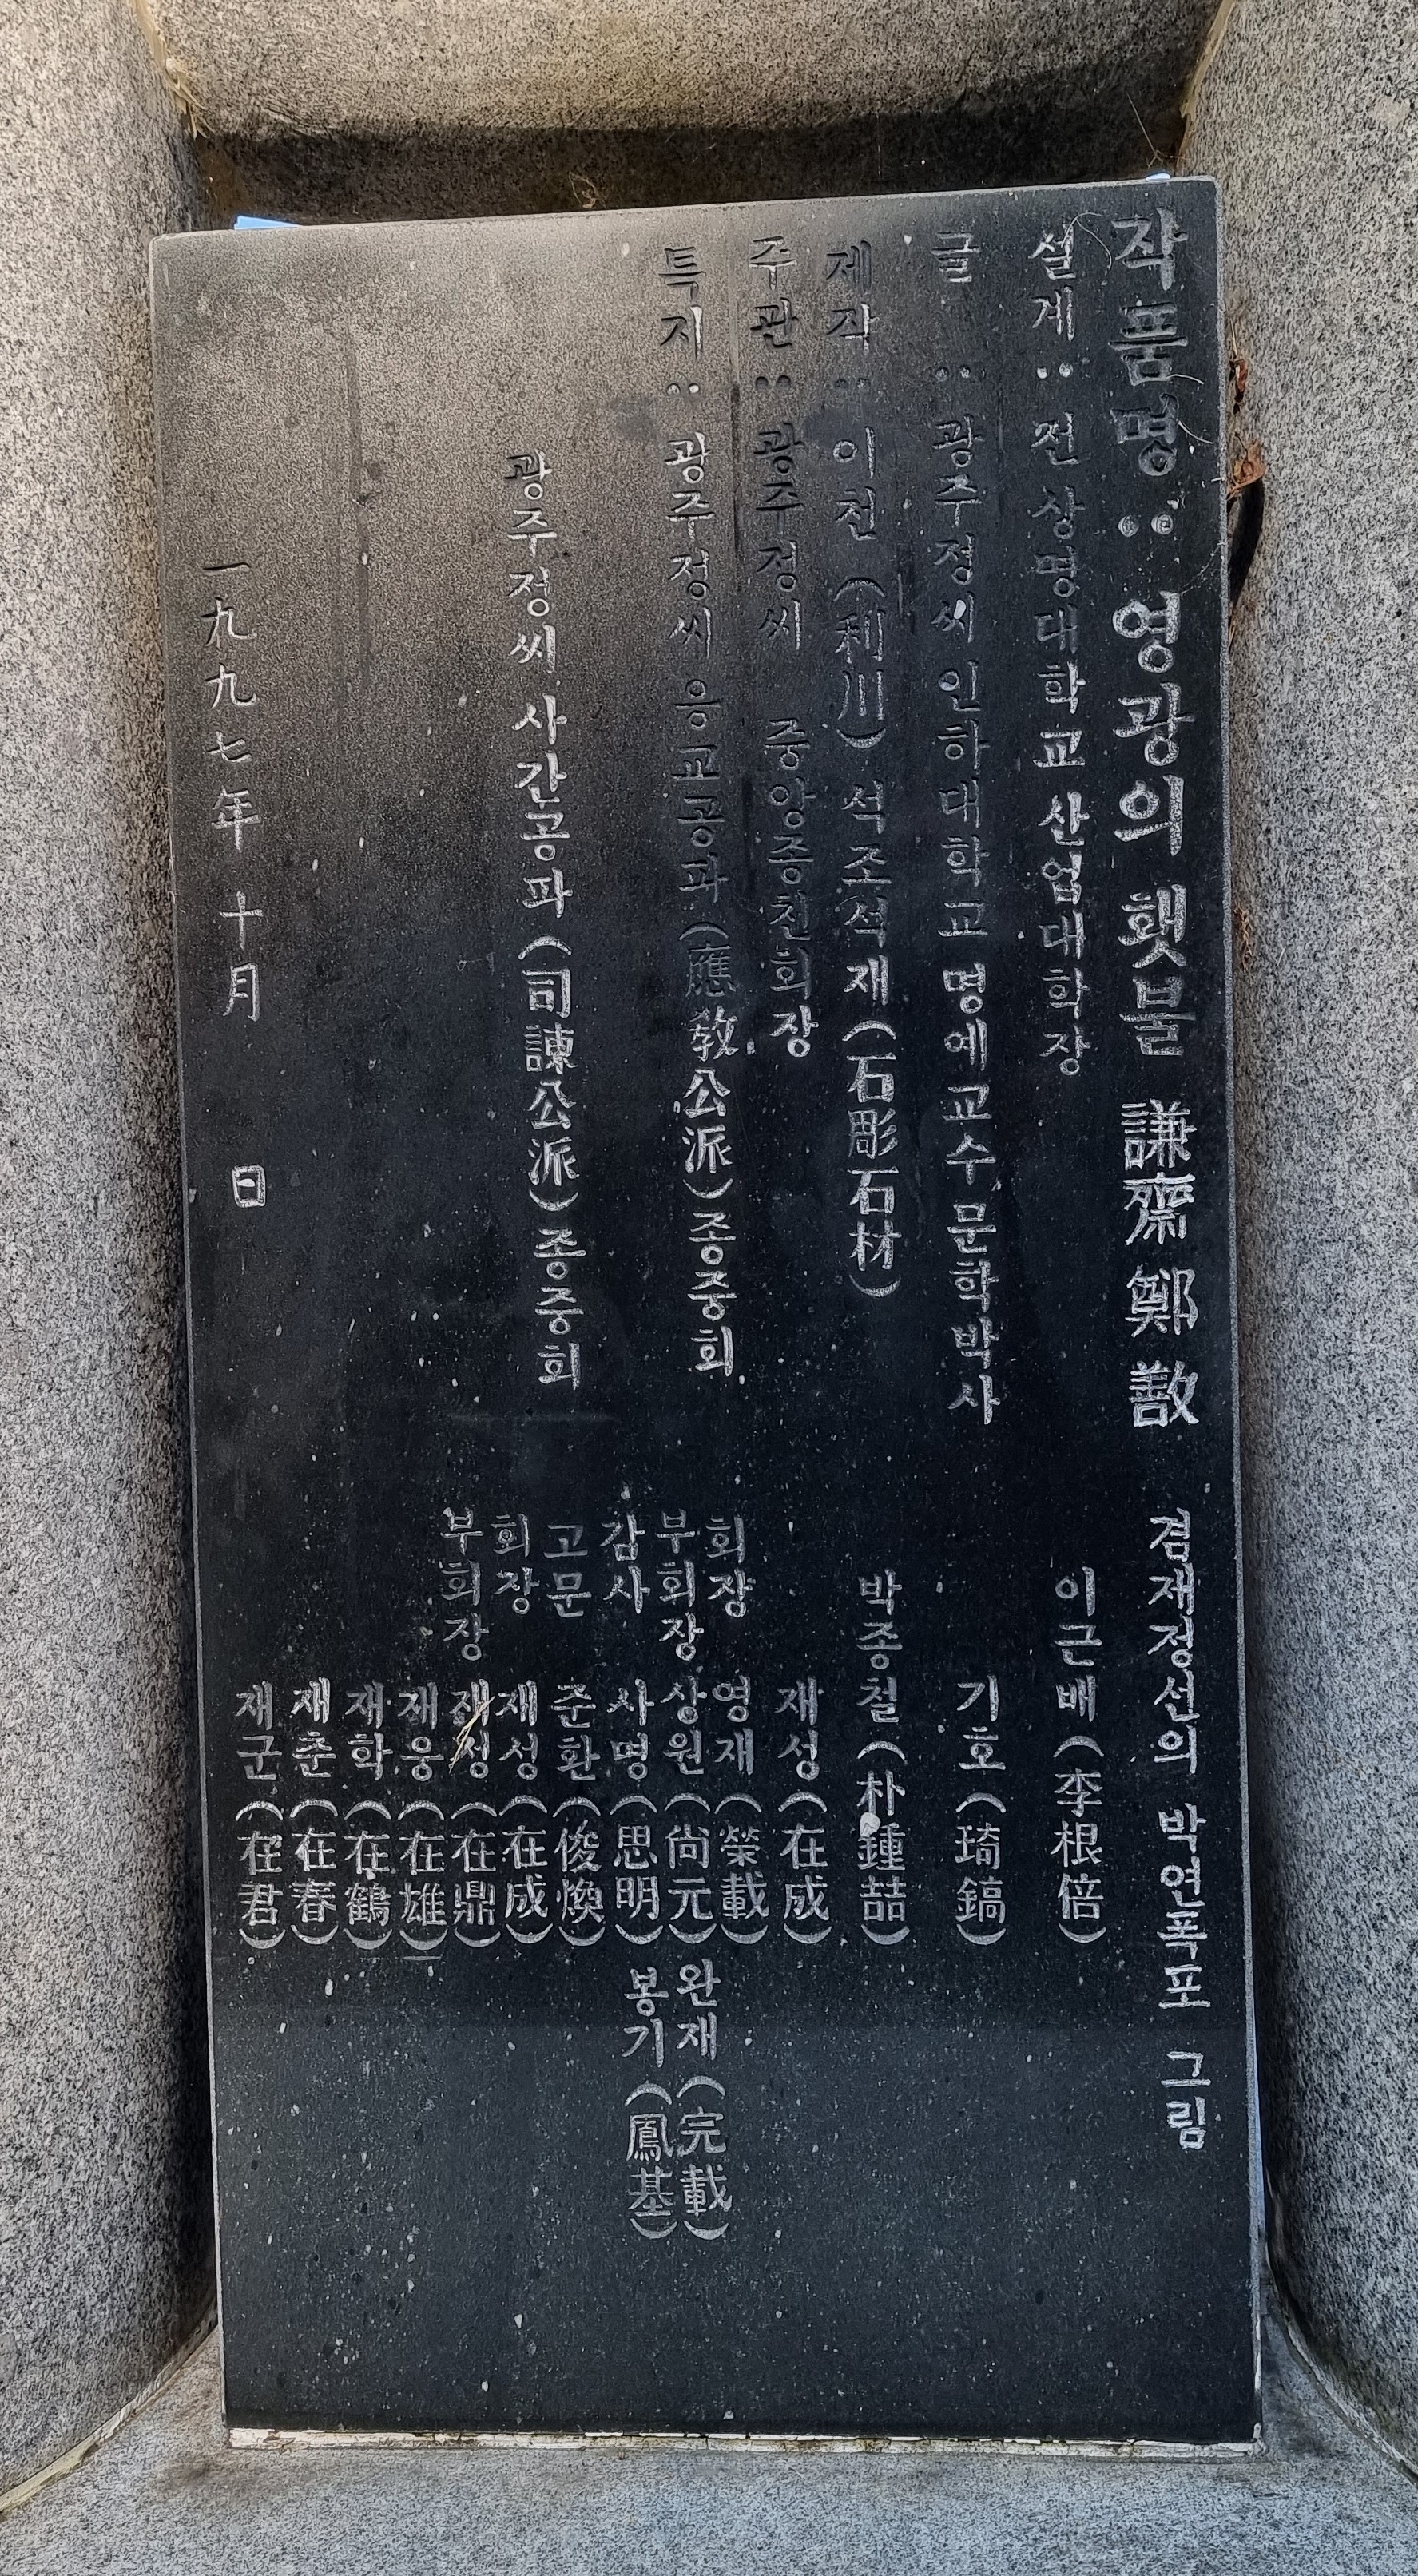 작품명 : 영광의 횃불 謙齋 鄭敾 겸재정선의 박연폭포 그림
설계 : 전 상명대학교 산업대학장 이근배 (李根倍)
글 : 광주정씨 인하대학교 명예교수 문학박사 기호 (琦鎬)
제작 : 이천 (利川) 석조석재 (石彫石材) 박종철 (朴鍾喆)
주관 : 광주정씨 중앙종친회장 재성 (在成)
특지 : 광주정씨 응교공파 (應敎公派) 종중회 회장 영재 (榮載)
부회장 상원 (尙元) 완재 (完載)
감사 사명 (思明) 봉기 (鳳基)
고문 준환 (俊煥)
광주정씨 사간공파 (司諫公派) 종중회 회장 재성 (在成)
부회장 재성 (在鼎)
재웅 (在雄)
재학 (在鶴)
재춘 (在春)
재군 (在君)
一九九七年 十月 日